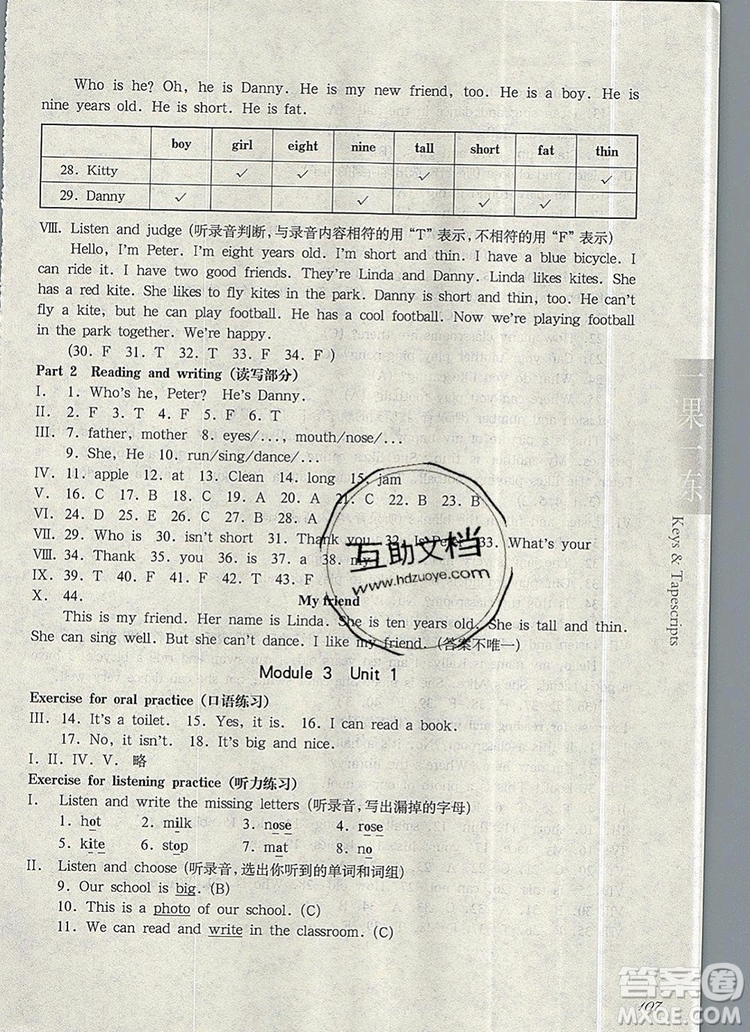 Who is he? Oh, he is Danny. He is my new friend, too. He is a boy. He is
nine years old. He is short. He is fat.
boy girl eight nine tall short fat thin
28. Kitty ✓ ✓ ✓ ✓
29. Danny ✓ ✓ ✓ ✓
Ⅷ. Listen and judge (听录音判断,与录音内容相符的用“T”表示,不相符的用“F”表示)
Hello, I'm Peter. I'm eight years old. I'm short and thin. I have a blue bicycle. I
can ride it. I have two good friends. They're Linda and Danny. Linda likes kites. She
has a red kite. She likes to fly kites in the park. Danny is short and thin, too. He can't
fly a kite, but he can play football. He has a cool football. Now we're playing football
in the park together. We're happy.
(30. F 31. T 32. T 33. F 34. F)
Part 2 Reading and writing (读写部分)
Ⅰ. 1. Who's he, Peter? He's Danny.
Ⅱ. 2. F 3. T 4. F 5. F 6. T
Ⅲ. 7. father, mother 8. eyes/..., mouth/nose/...
9. She, He 10. run/sing/dance/...
Ⅳ. 11. apple 12. at 13. Clean 14. long 15. jam
Ⅴ. 16. C 17. A 18. B 19. D 20. A 21. C 22. A 23. C
Ⅵ. 24. D 25. D 26. B 27. B 28. A
Ⅶ. 29. Who is 30. isn't short 31. Thank you 32. Is Peter 33. What's your
Ⅷ. 34. Thank 35. you 36. is 37. a 38. my
Ⅸ. 39. F 40. T 41. F 42. T 43. T
Ⅹ. 44.
My friend
This is my friend. Her name is Linda. She is ten years old. She is tall and thin.
She can sing well. But she can't dance. I like my friend. (答案不唯一)
Module 3 Unit 1
Exercise for oral practice (口语练习)
Ⅲ. 14. It's a toilet. 15. Yes, it is. 16. I can read a book.
17. No, it isn't. 18. It's big and nice.
Ⅰ. Ⅱ. Ⅳ. Ⅴ. 略
Exercise for listening practice (听力练习)
Ⅰ. Listen and write the missing letters (听录音,写出漏掉的字母)
1. hot 2. milk 3. nose 4. rose
5. kite 6. stop 7. mat 8. no
Ⅱ. Listen and choose (听录音,选出你听到的单词和词组)
9. Our school is big. (B)
10. This is a photo of our school. (C)
11. We can read and write in the classroom. (C)
一课一练
Keys & Tapescripts
107
互助文档
www.hdzuoye.com
答案圈
MXQE.COM